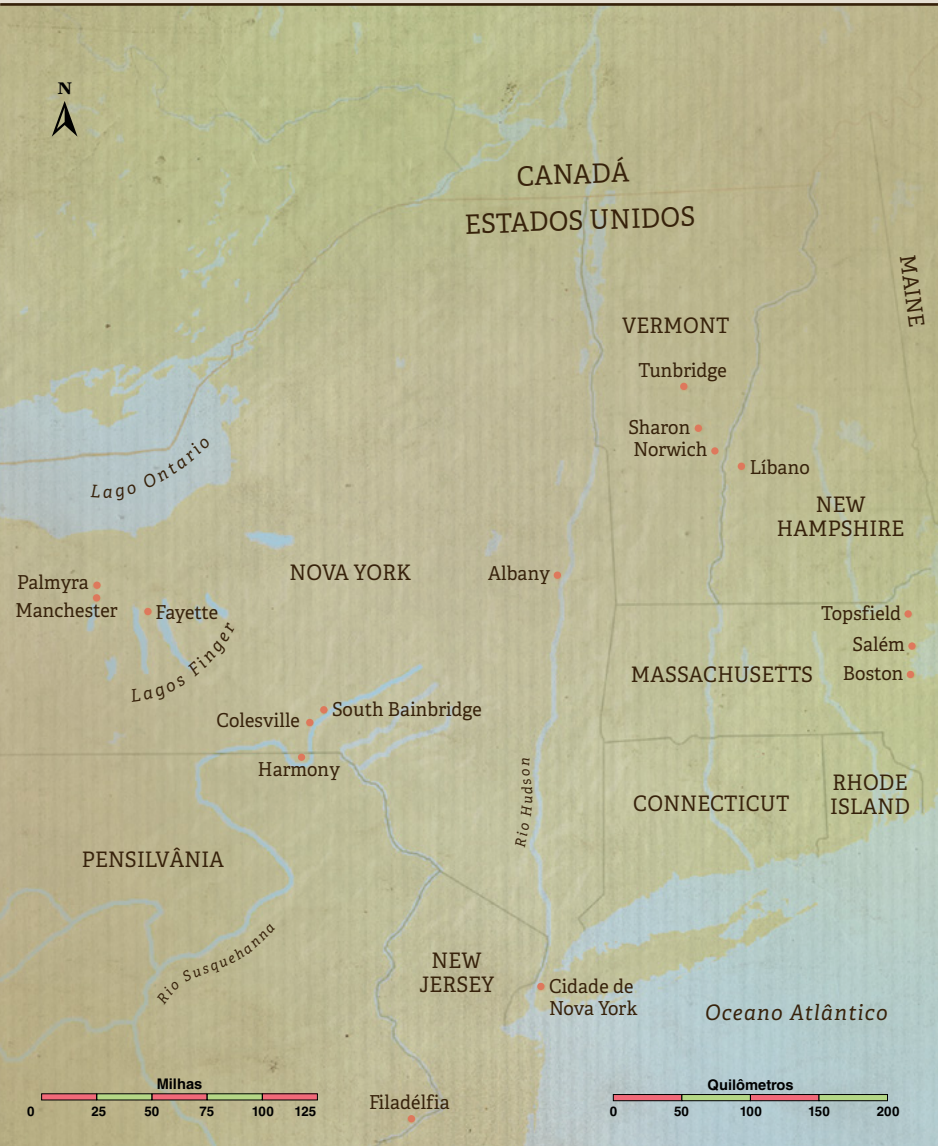 N
CANADÁ
ESTADOS UNIDOS
MAINE
VERMONT
Tunbridge
Sharon
Norwich
Líbano
Lago Ontario
NEW
HAMPSHIRE
NOVA YORK
Albany
Palmyra
Manchester
Fayette
Lagos Finger
Topsfield
Salém
Boston
MASSACHUSETTS
South Bainbridge
Colesville
Harmony
Rio Hudson
CONNECTICUT
RHODE
ISLAND
PENSILVÂNIA
Rio Susquehanna
NEW
JERSEY
Cidade de
Nova York
Oceano Atlântico
Milhas
0 25 50 75 100 125
Quilômetros
0 50 100 150 200
Filadélfia